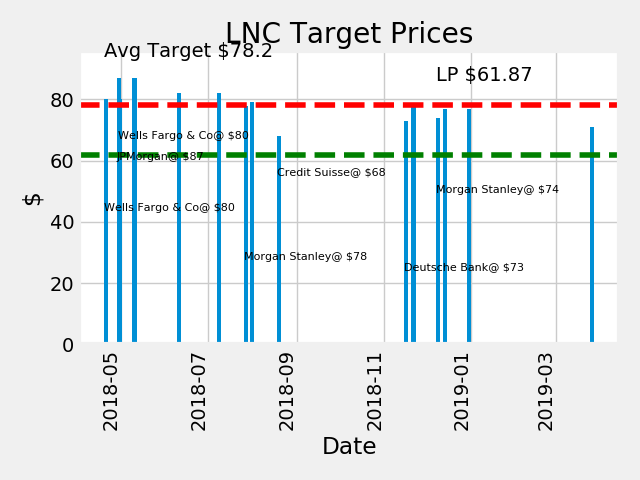 LNC Target Prices
Avg Target $78.2
LP $61.87
80
Wells Fargo & Co@ $80
JPMorgan@ $87
60
Credit Suisse@ $68
Morgan Stanley@ $74
$
Wells Fargo & Co@ $80
40
Morgan Stanley@ $78
Deutsche Bank@ $73
20
0
2018-05
2018-07
2018-09
2018-11
2019-01
2019-03
Date